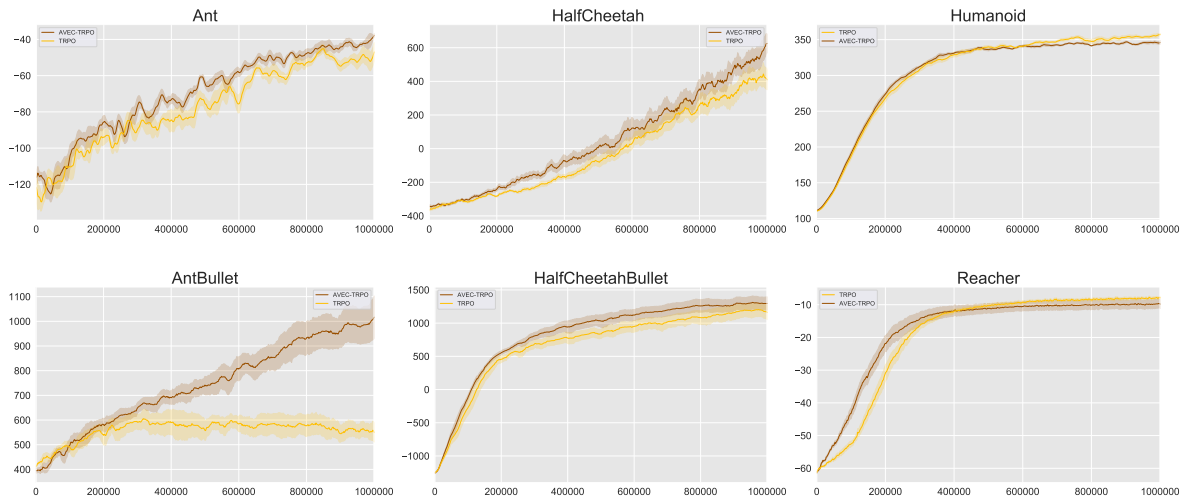 Ant
AVEC-TRPO
TRPO
−40
−60
−80
−100
−120
0 200000 400000 600000 800000 1000000
HalfCheetah
AVEC-TRPO
TRPO
600
400
200
0
−200
−400
0 200000 400000 600000 800000 1000000
Humanoid
TRPO
AVEC-TRPO
350
300
250
200
150
100
0 200000 400000 600000 800000 1000000
AntBullet
AVEC-TRPO
TRPO
1100
1000
900
800
700
600
500
400
0 200000 400000 600000 800000 1000000
HalfCheetahBullet
AVEC-TRPO
TRPO
1500
1000
500
0
−500
−1000
0 200000 400000 600000 800000 1000000
Reacher
TRPO
AVEC-TRPO
−10
−20
−30
−40
−50
−60
0 200000 400000 600000 800000 1000000